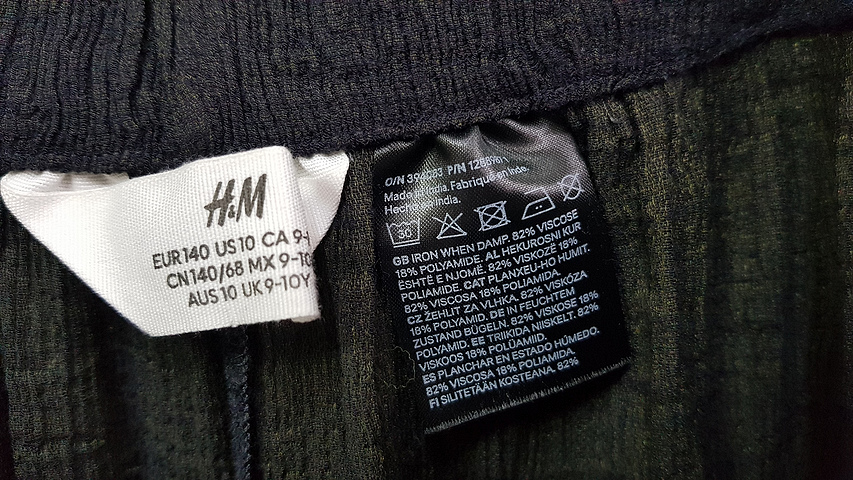 H&M
EUR140 US10 CA 9-1
CN140/68 MX 9-10
AUS10 UK9-10Y
O/N 394083 P/N
Made in India. Fabriqué en Inde.
Hecho en India.
30
GB IRON WHEN DAMP. 82% VISCOSE
18% POLYAMIDE. AL HEKUROSNI KUR
ËSHTË E NJOMË. 82% VISKOZË 18%
POLIAMIDE. CAT PLANXEU-HO HUMIT.
82% VISCOSA 18% POLIAMIDA.
CZ ŽEHLIT ZA VLHKA. 82% VISKÓZA
18% POLYAMID. DE IN FEUCHTEM
ZUSTAND BÜGELN. 82% VISKOSE 18%
POLYAMID. EE TRIIKIDA NIISKELT. 82%
VISKOOS 18% POLÜAMIID.
ES PLANCHAR EN ESTADO HÚMEDO.
82% VISCOSA 18% POLIAMIDA.
FI SILITETÄÄN KOSTEANA. 82%